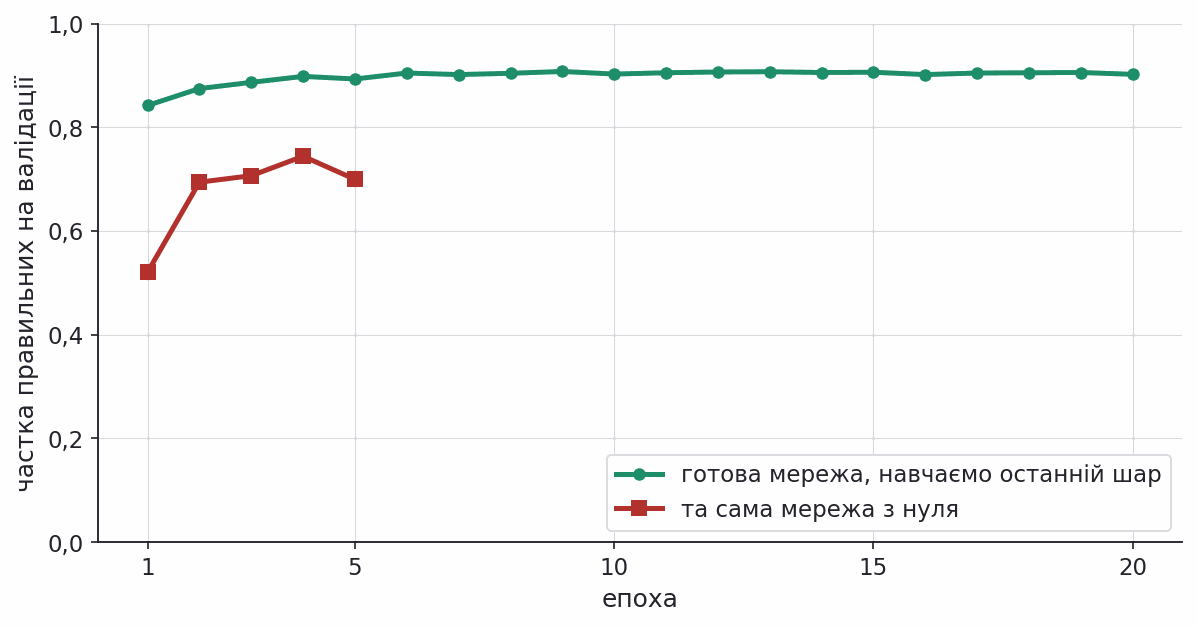 частка правильних на валідації
1,0
0,8
0,6
0,4
0,2
0,0
1 5 10 15 20
епоха
готова мережа, навчаємо останній шар
та сама мережа з нуля